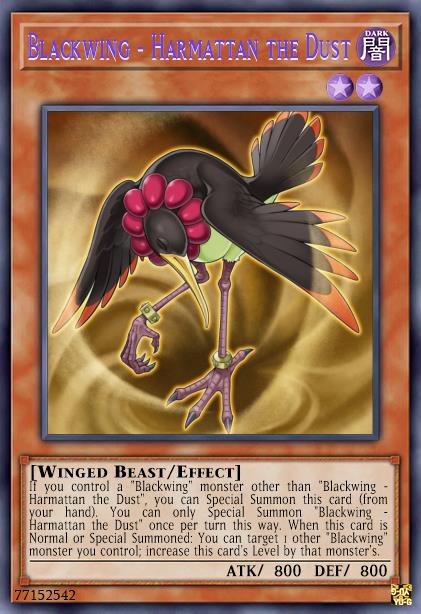 Blackwing - Harmattan the Dust
DARK
闇
[Winged Beast/Effect]
If you control a "Blackwing" monster other than "Blackwing -
Harmattan the Dust", you can Special Summon this card (from
your hand). You can only Special Summon "Blackwing -
Harmattan the Dust" once per turn this way. When this card is
Normal or Special Summoned: You can target 1 other "Blackwing"
monster you control; increase this card's Level by that monster's.
ATK/ 800 DEF/ 800
77152542